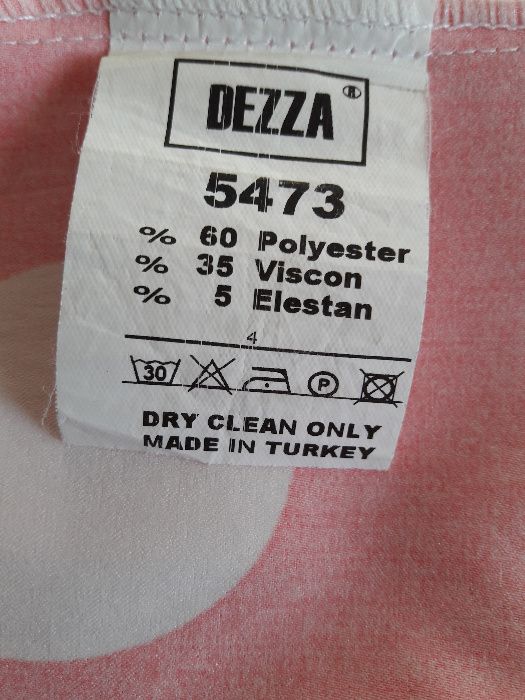 DEZZA®
5473
% 60 Polyester
% 35 Viscon
% 5 Elestan
4
30 P
DRY CLEAN ONLY
MADE IN TURKEY